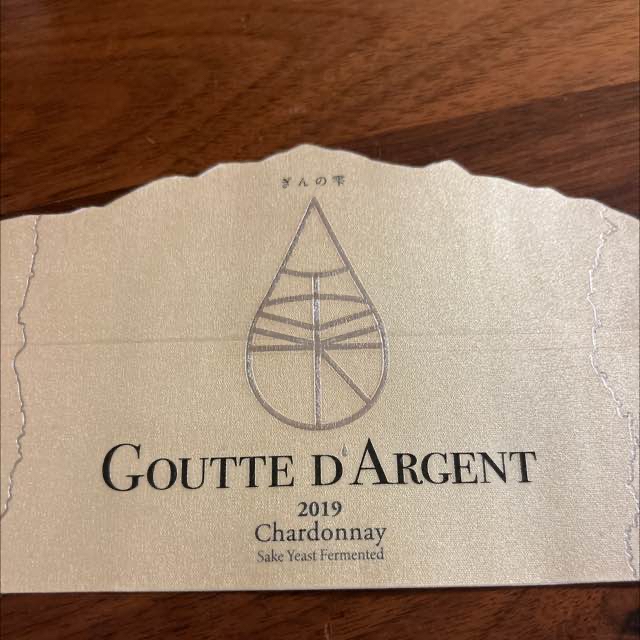 ぎんの雫
GOUTTE D'ARGENT
2019
Chardonnay
Sake Yeast Fermented